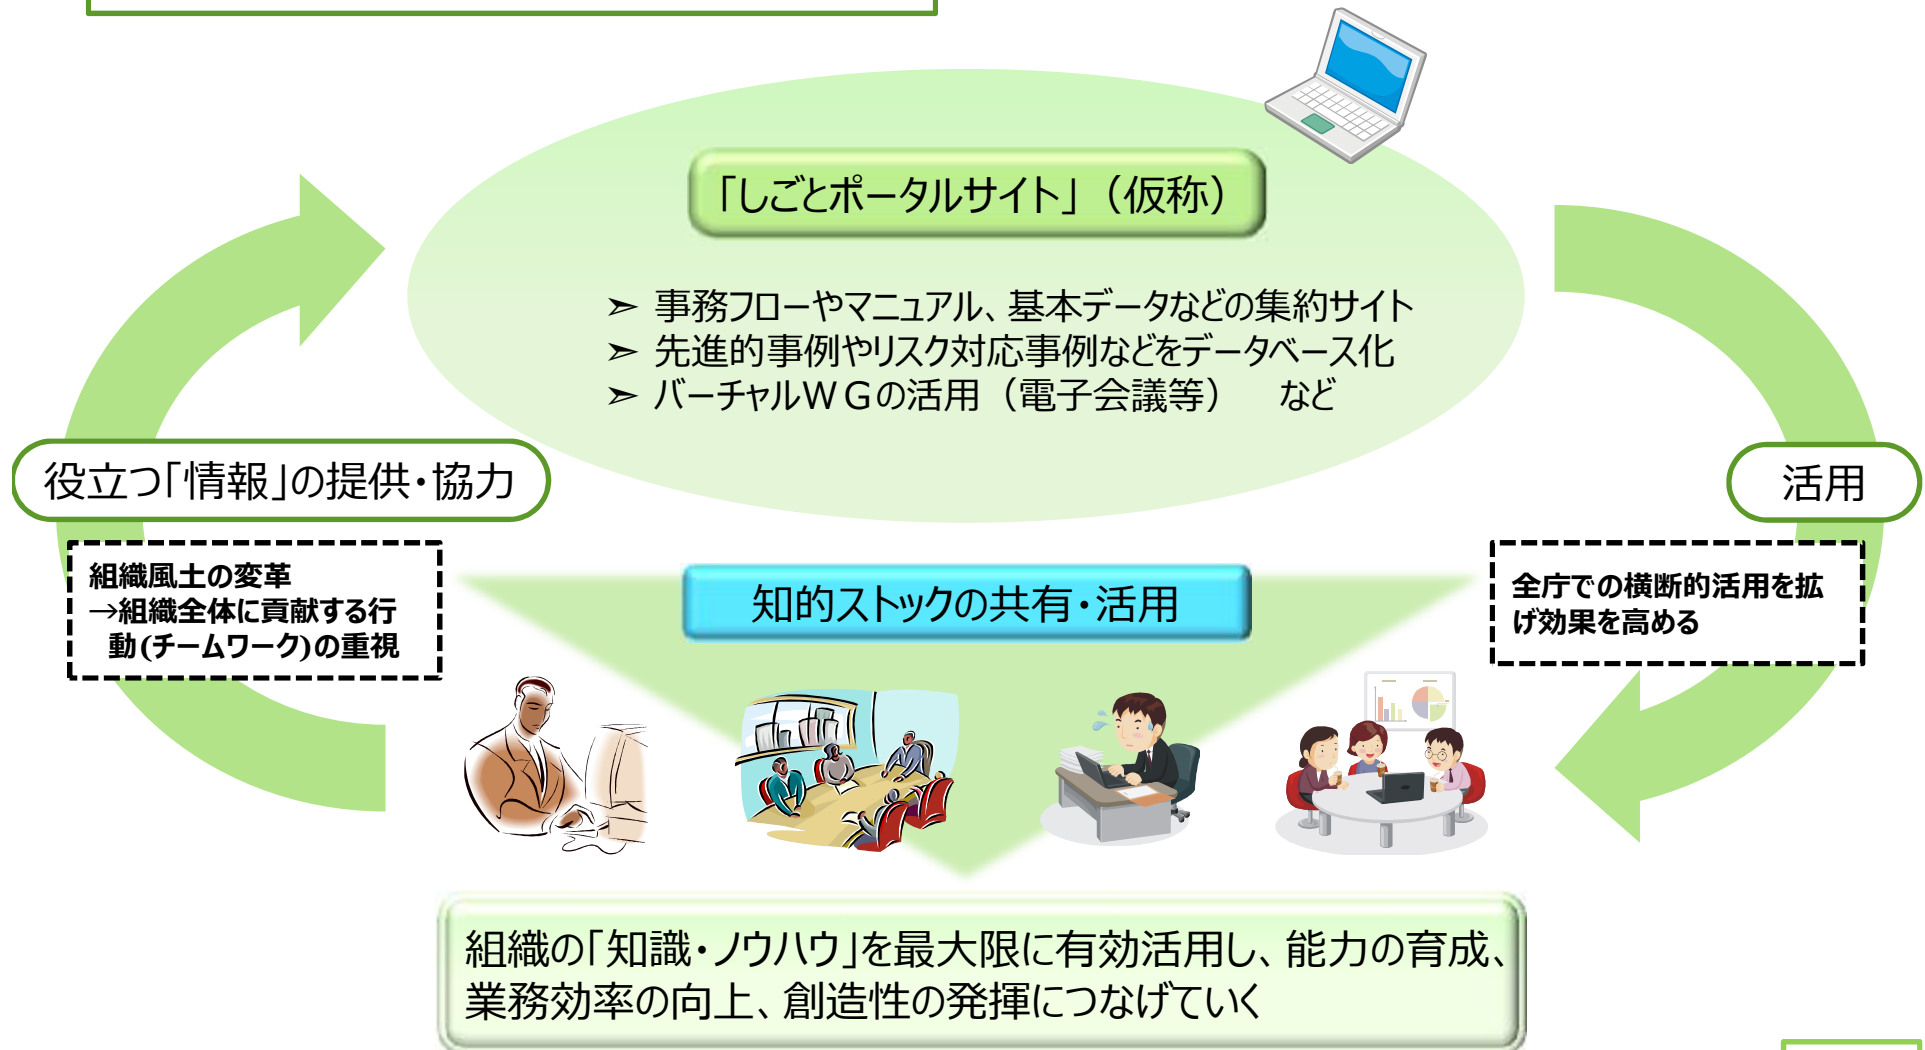 「しごとポータルサイト」（仮称）
➣ 事務フローやマニュアル、基本データなどの集約サイト
➣ 先進的事例やリスク対応事例などをデータベース化
➣ バーチャルＷＧの活用（電子会議等）　など
役立つ「情報」の提供・協力
活用
組織風土の変革
→組織全体に貢献する行
動(チームワーク)の重視
知的ストックの共有・活用
全庁での横断的活用を拡
げ効果を高める
組織の「知識・ノウハウ」を最大限に有効活用し、能力の育成、
業務効率の向上、創造性の発揮につなげていく